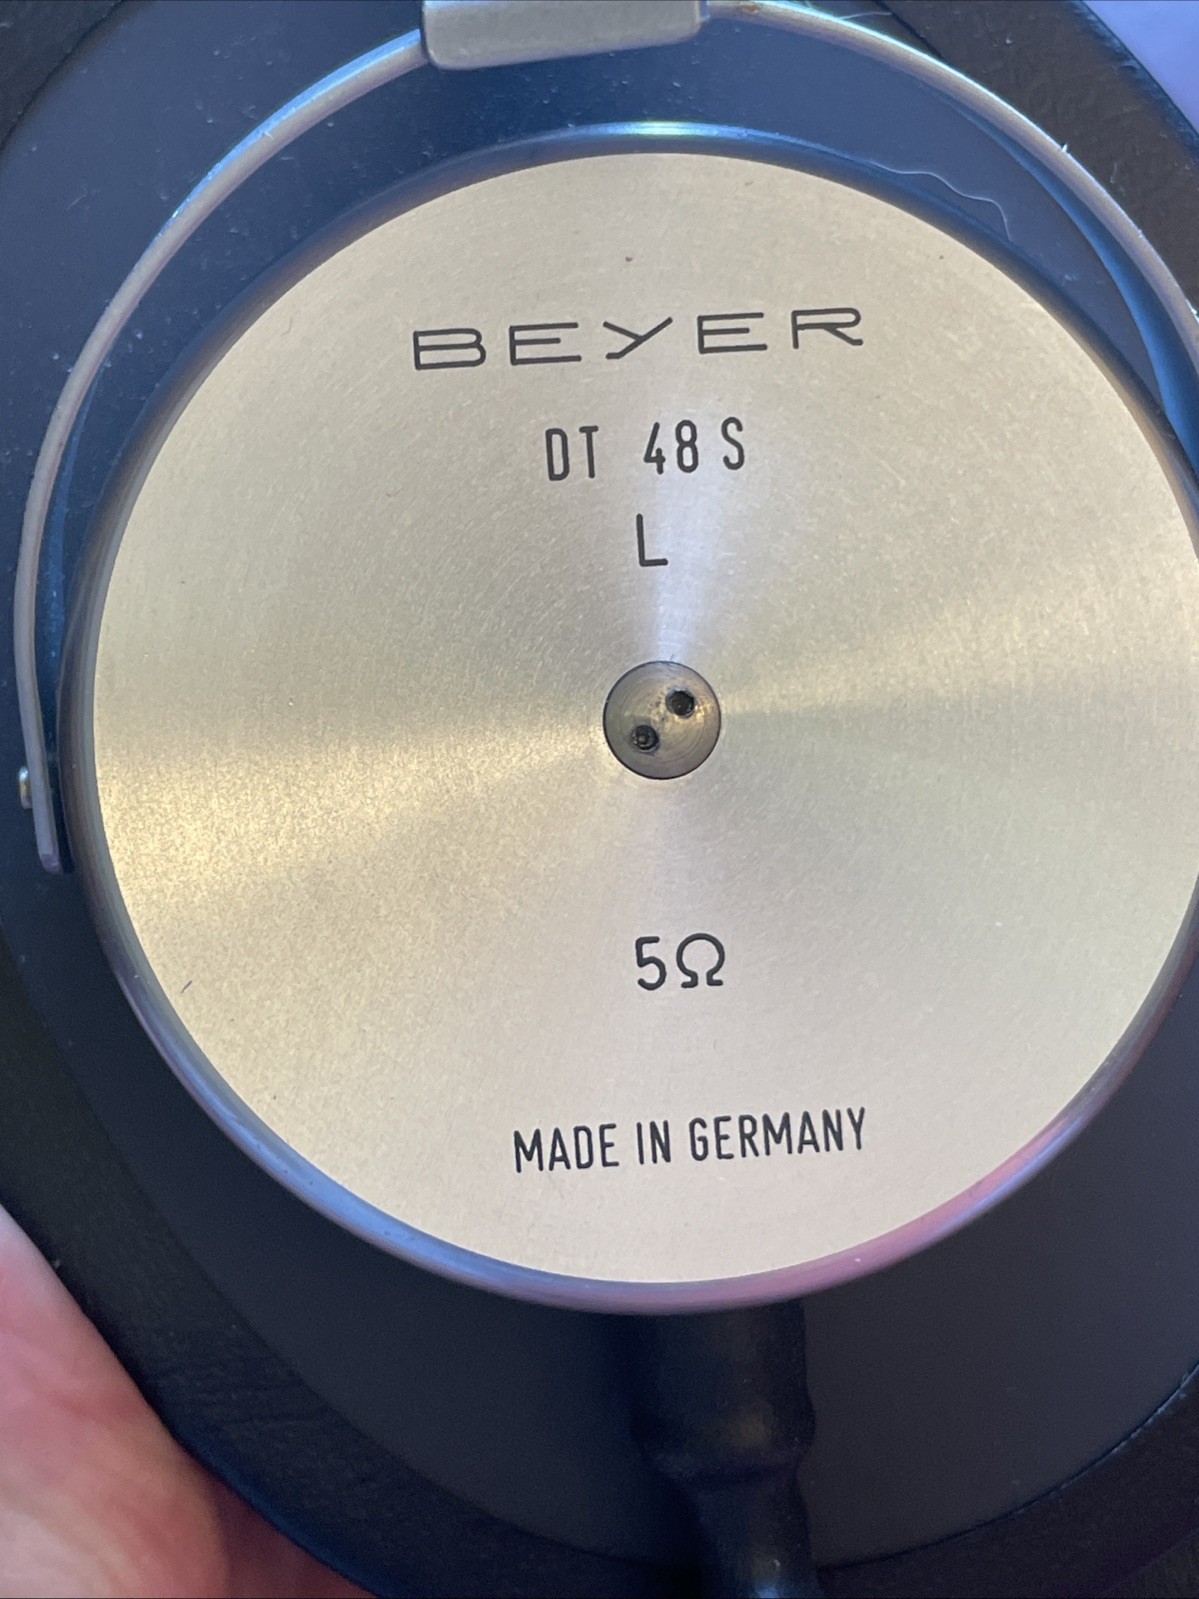 BEYER
DT 48 S
L
5Ω
MADE IN GERMANY